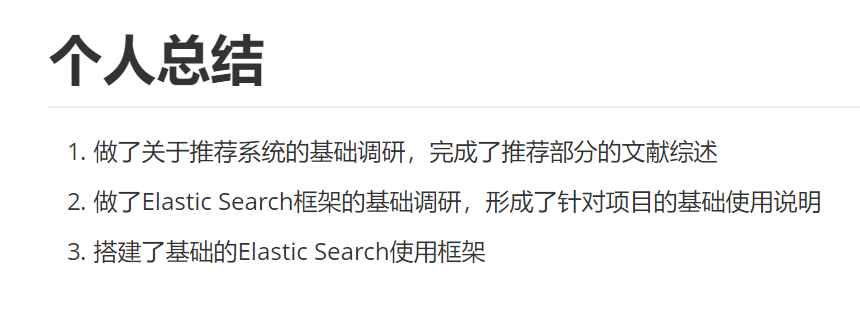 个人总结
1. 做了关于推荐系统的基础调研，完成了推荐部分的文献综述
2. 做了Elastic Search框架的基础调研，形成了针对项目的基础使用说明
3. 搭建了基础的Elastic Search使用框架